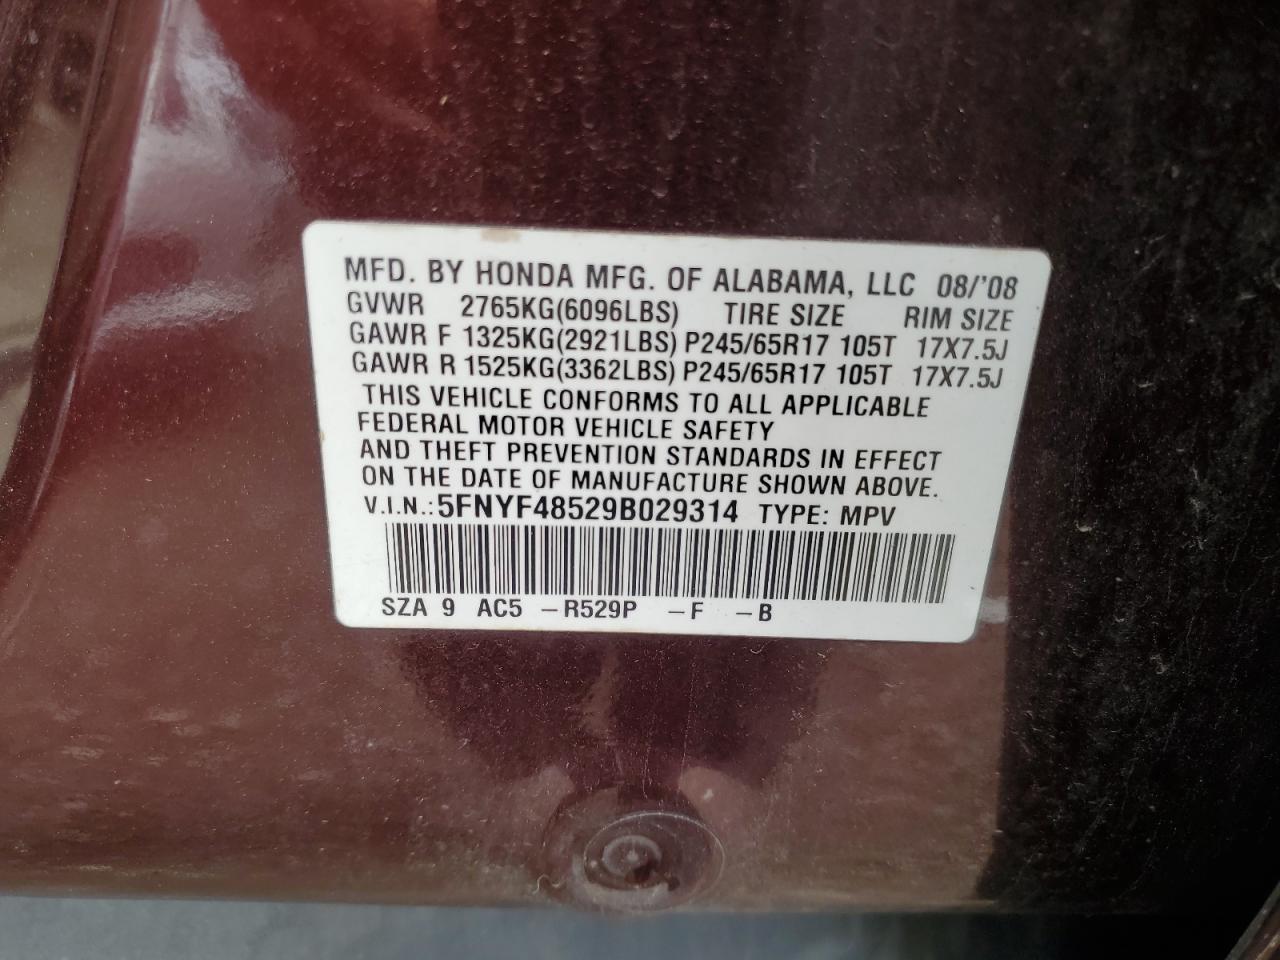 MFD. BY HONDA MFG. OF ALABAMA, LLC 08/'08
GVWR 2765KG(6096LBS) TIRE SIZE RIM SIZE
GAWR F 1325KG(2921LBS) P245/65R17 105T 17X7.5J
GAWR R 1525KG(3362LBS) P245/65R17 105T 17X7.5J
THIS VEHICLE CONFORMS TO ALL APPLICABLE
FEDERAL MOTOR VEHICLE SAFETY
AND THEFT PREVENTION STANDARDS IN EFFECT
ON THE DATE OF MANUFACTURE SHOWN ABOVE.
V.I.N.: 5FNYF48529B029314 TYPE: MPV
SZA 9 AC5 –R529P –F –B